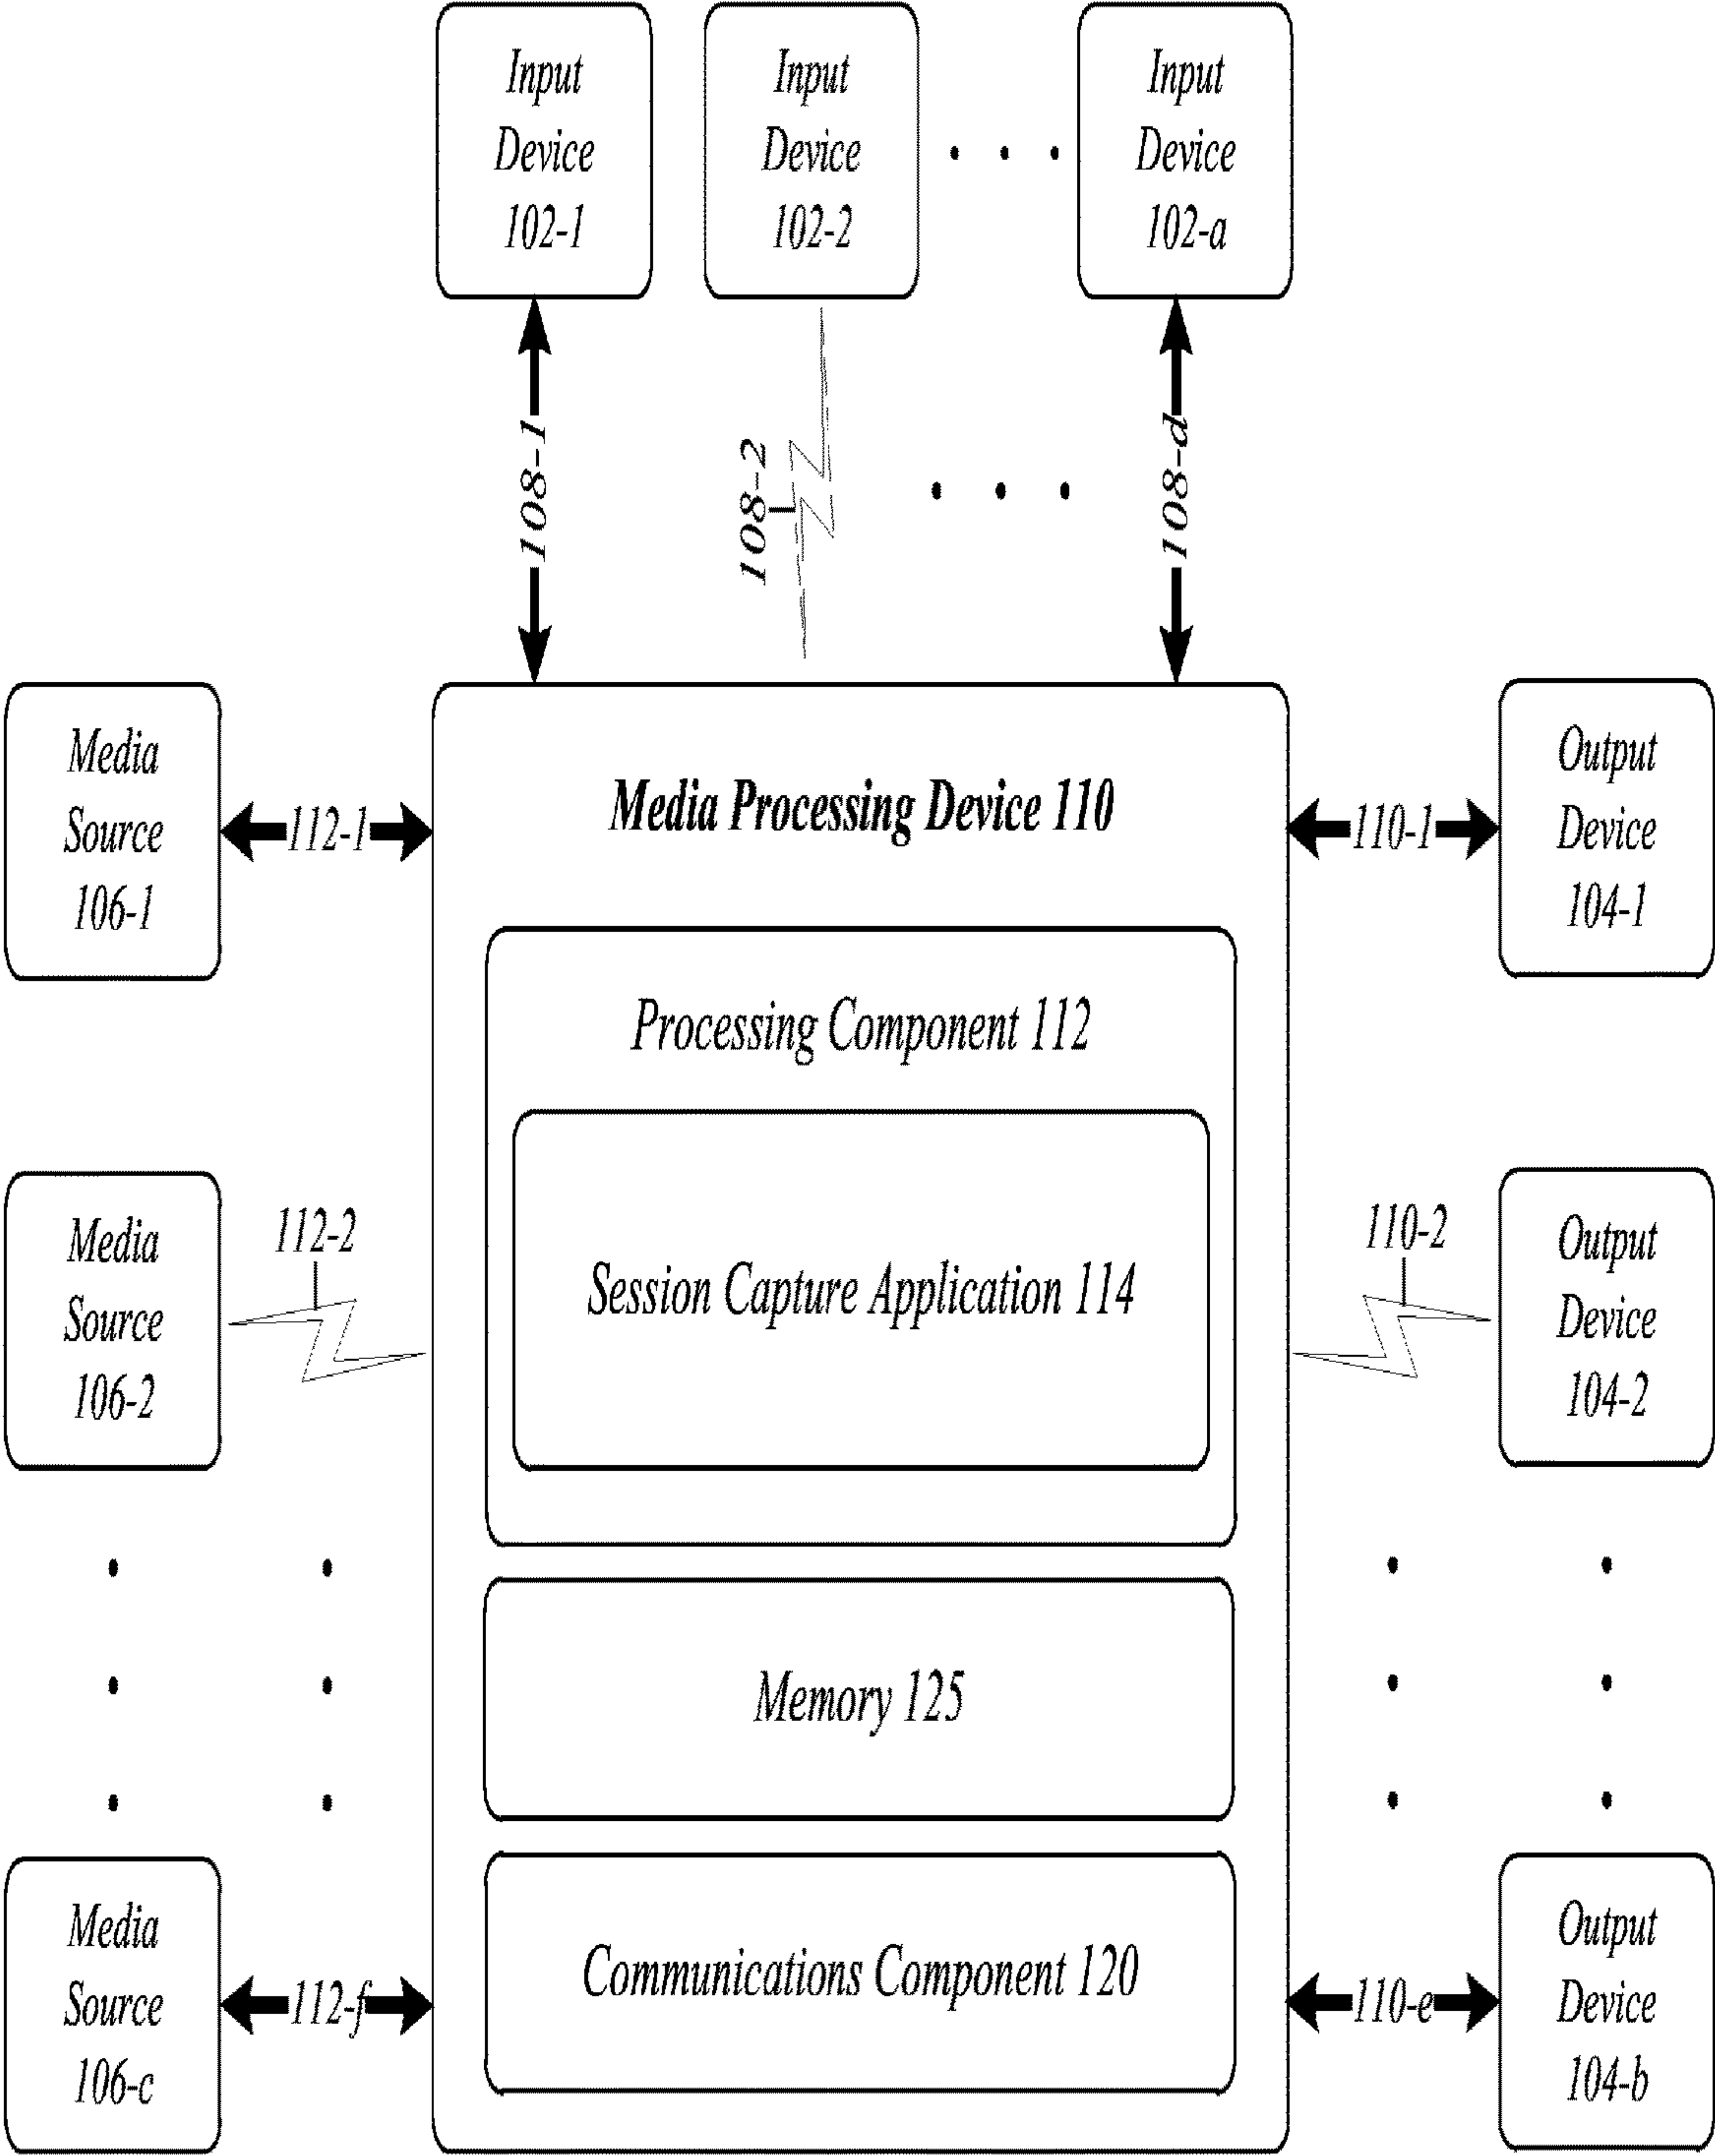 Input
Device
102-1
Input
Device
102-2
Input
Device
102-a
108-1
108-2
108-d
Media
Source
106-1
112-1
Media Processing Device 110
110-1
Output
Device
104-1
Processing Component 112
Media
Source
106-2
112-2
Session Capture Application 114
110-2
Output
Device
104-2
Memory 125
Media
Source
106-c
112-f
Communications Component 120
110-e
Output
Device
104-b